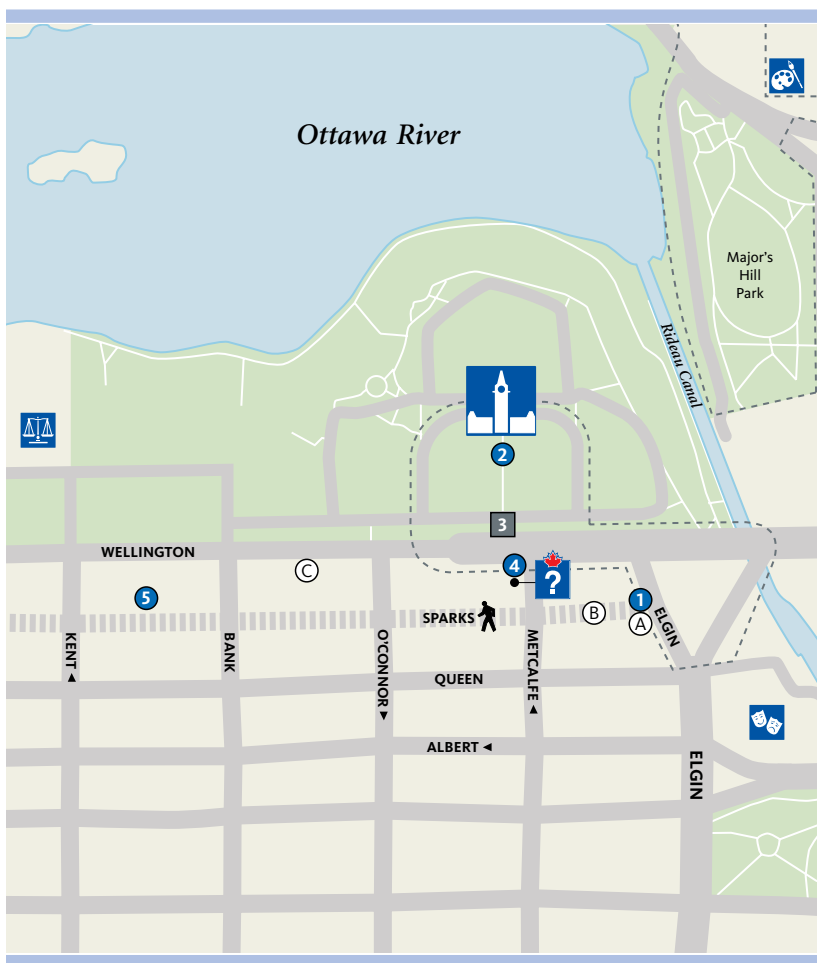 Ottawa River
Major's
Hill
Park
Rideau Canal
2
3
WELLINGTON
C
4
?
5
1
SPARKS
B
A
ELGIN
KENT
BANK
O'CONNOR
METCALFE
QUEEN
ALBERT
ELGIN